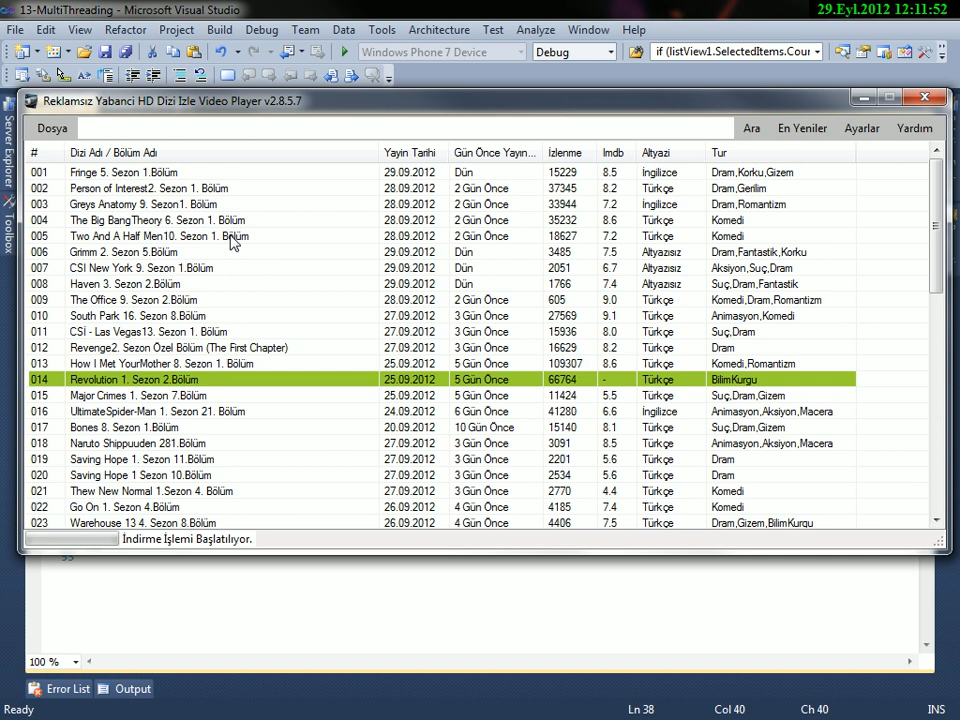 13-MultiThreading - Microsoft Visual Studio
29.Eyl.2012 12:11:52
File Edit View Refactor Project Build Debug Team Data Tools Architecture Test Analyze Window Help
Windows Phone 7 Device Debug if (listView1.SelectedItems.Cour
Server Explorer
Toolbox
Reklamsız Yabanci HD Dizi Izle Video Player v2.8.5.7
Dosya Ara En Yeniler Ayarlar Yardım
# Dizi Adı / Bölüm Adı Yayin Tarihi Gün Önce Yayın... İzlenme Imdb Altyazi Tur
001 Fringe 5. Sezon 1.Bölüm 29.09.2012 Dün 15229 8.5 İngilizce Dram,Korku,Gizem
002 Person of Interest2. Sezon 1. Bölüm 28.09.2012 2 Gün Önce 37345 8.2 Türkçe Dram,Gerilim
003 Greys Anatomy 9. Sezon1. Bölüm 28.09.2012 2 Gün Önce 33944 7.2 İngilizce Dram,Romantizm
004 The Big BangTheory 6. Sezon 1. Bölüm 28.09.2012 2 Gün Önce 35232 8.6 Türkçe Komedi
005 Two And A Half Men10. Sezon 1. Bölüm 28.09.2012 2 Gün Önce 18627 7.2 Türkçe Komedi
006 Grimm 2. Sezon 5.Bölüm 29.09.2012 Dün 3485 7.5 Altyazısız Dram,Fantastik,Korku
007 CSI New York 9. Sezon 1.Bölüm 29.09.2012 Dün 2051 6.7 Altyazısız Aksiyon,Suç,Dram
008 Haven 3. Sezon 2.Bölüm 29.09.2012 Dün 1766 7.4 Altyazısız Suç,Dram,Fantastik
009 The Office 9. Sezon 2.Bölüm 28.09.2012 2 Gün Önce 605 9.0 Türkçe Komedi,Dram,Romantizm
010 South Park 16. Sezon 8.Bölüm 27.09.2012 3 Gün Önce 27569 9.1 Türkçe Animasyon,Komedi
011 CSİ - Las Vegas13. Sezon 1. Bölüm 27.09.2012 3 Gün Önce 15936 8.0 Türkçe Suç,Dram
012 Revenge2. Sezon Özel Bölüm (The First Chapter) 27.09.2012 3 Gün Önce 16629 8.2 Türkçe Dram
013 How I Met YourMother 8. Sezon 1. Bölüm 25.09.2012 5 Gün Önce 109307 8.6 Türkçe Komedi,Romantizm
014 Revolution 1. Sezon 2.Bölüm 25.09.2012 5 Gün Önce 66764 - Türkçe BilimKurgu
015 Major Crimes 1. Sezon 7.Bölüm 25.09.2012 5 Gün Önce 11424 5.5 Türkçe Suç,Dram,Gizem
016 UltimateSpider-Man 1. Sezon 21. Bölüm 24.09.2012 6 Gün Önce 41280 6.6 İngilizce Animasyon,Aksiyon,Macera
017 Bones 8. Sezon 1.Bölüm 20.09.2012 10 Gün Önce 15140 8.1 Türkçe Suç,Dram,Gizem
018 Naruto Shippuuden 281.Bölüm 27.09.2012 3 Gün Önce 3091 8.5 Türkçe Animasyon,Aksiyon,Macera
019 Saving Hope 1. Sezon 11.Bölüm 27.09.2012 3 Gün Önce 2201 5.6 Türkçe Dram
020 Saving Hope 1 Sezon 10.Bölüm 27.09.2012 3 Gün Önce 2534 5.6 Türkçe Dram
021 Thew New Normal 1.Sezon 4. Bölüm 27.09.2012 3 Gün Önce 2770 4.4 Türkçe Komedi
022 Go On 1. Sezon 4.Bölüm 26.09.2012 4 Gün Önce 4185 7.4 Türkçe Komedi
023 Warehouse 13 4. Sezon 8.Bölüm 26.09.2012 4 Gün Önce 4406 7.5 Türkçe Dram,Gizem,BilimKurgu
İndirme İşlemi Başlatılıyor.
100 %
Error List Output
Ready Ln 38 Col 40 Ch 40 INS